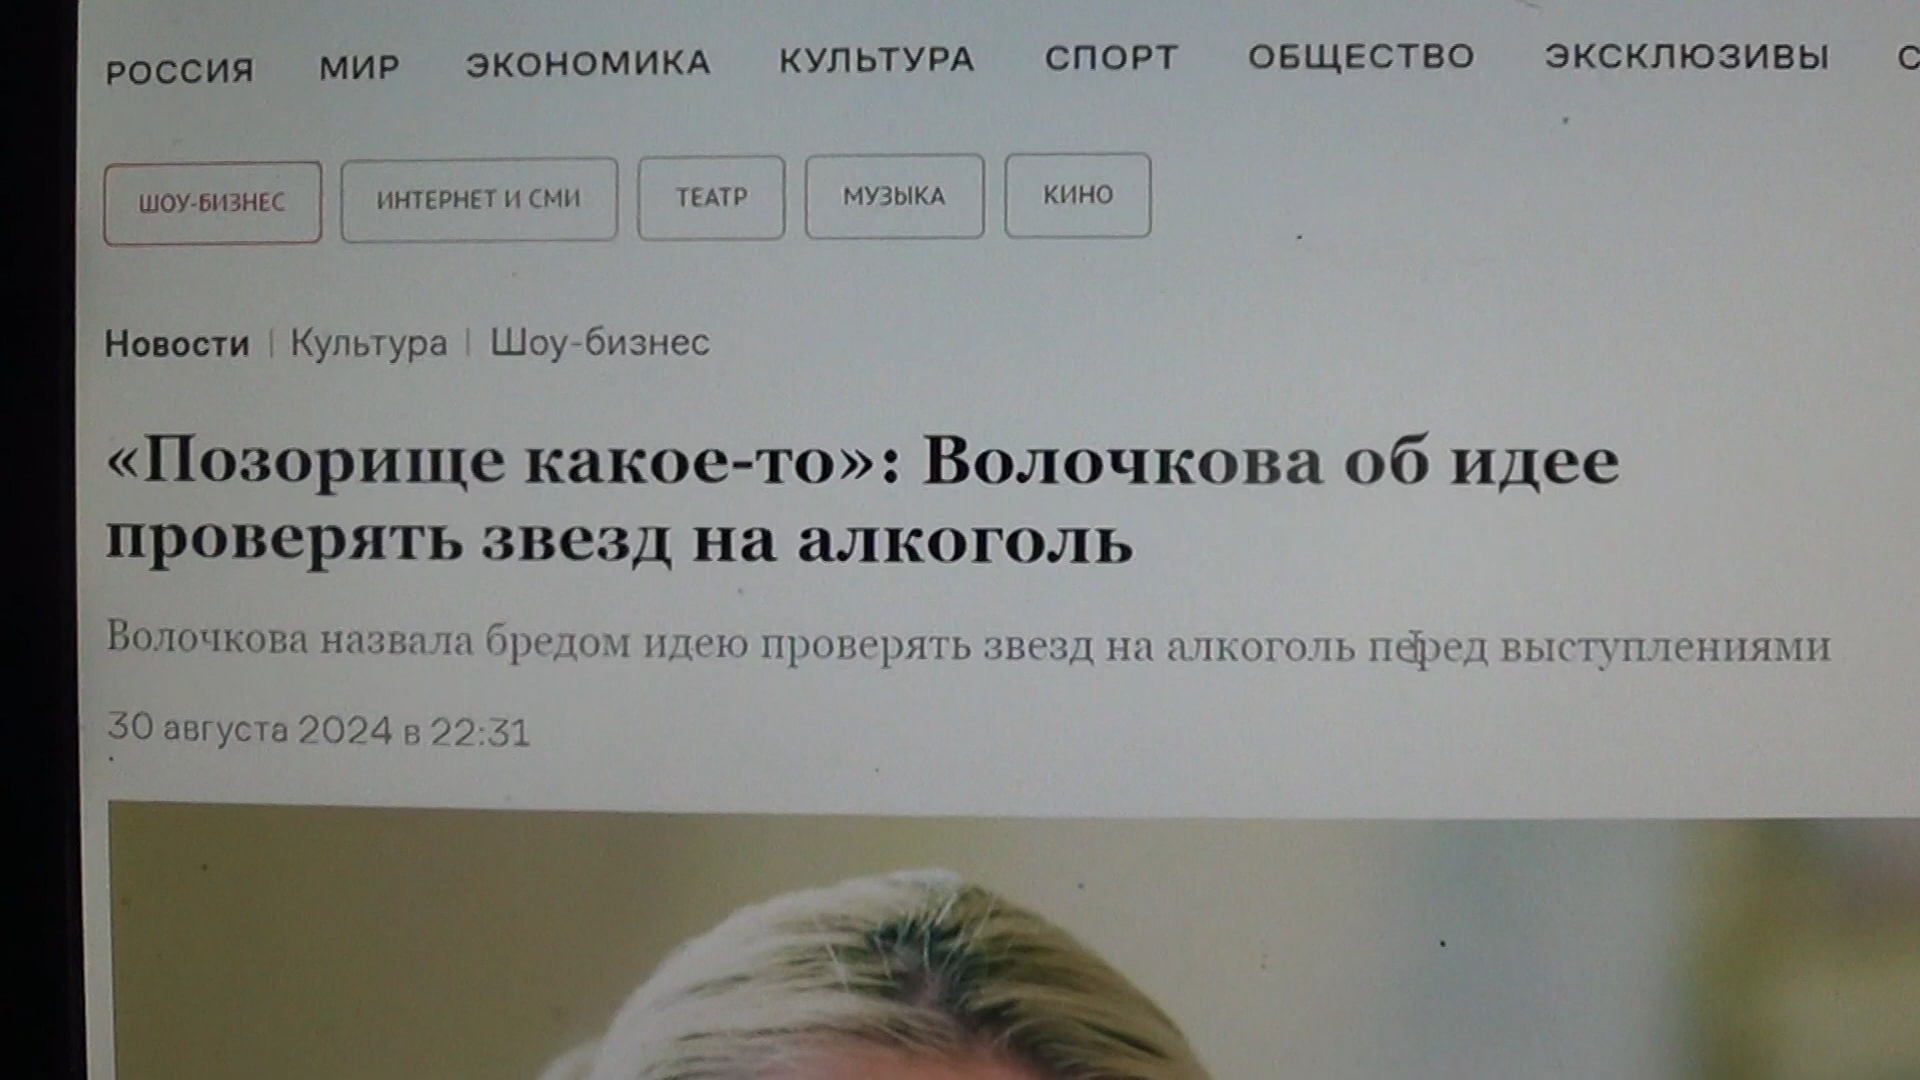 РОССИЯ МИР ЭКОНОМИКА КУЛЬТУРА СПОРТ ОБЩЕСТВО ЭКСКЛЮЗИВЫ С
ШОУ-БИЗНЕС ИНТЕРНЕТ И СМИ ТЕАТР МУЗЫКА КИНО
Новости | Культура | Шоу-бизнес
«Позорище какое-то»: Волочкова об идее
проверять звезд на алкоголь
Волочкова назвала бредом идею проверять звезд на алкоголь перед выступлениями
30 августа 2024 в 22:31